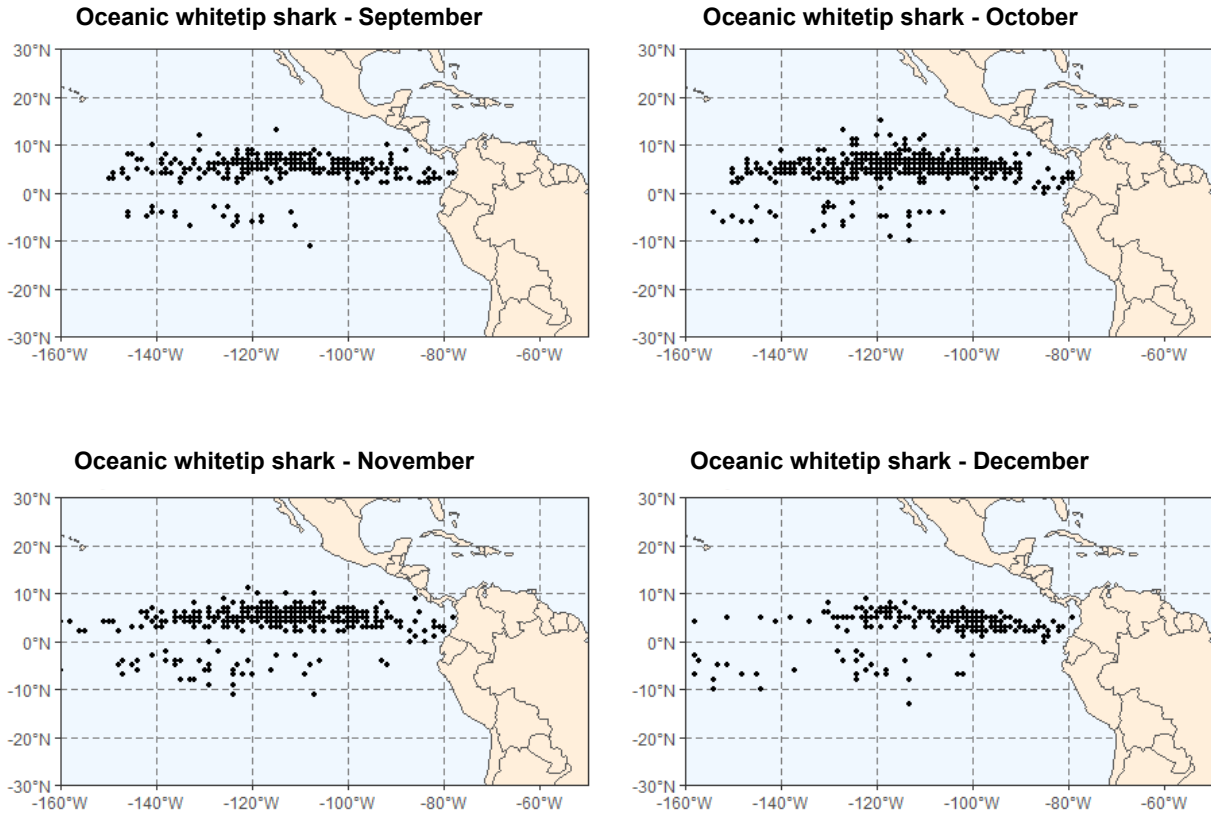 Oceanic whitetip shark - September
30°N
20°N
10°N
0°N
-10°N
-20°N
-30°N
-160°W -140°W -120°W -100°W -80°W -60°W
Oceanic whitetip shark - October
30°N
20°N
10°N
0°N
-10°N
-20°N
-30°N
-160°W -140°W -120°W -100°W -80°W -60°W
Oceanic whitetip shark - November
30°N
20°N
10°N
0°N
-10°N
-20°N
-30°N
-160°W -140°W -120°W -100°W -80°W -60°W
Oceanic whitetip shark - December
30°N
20°N
10°N
0°N
-10°N
-20°N
-30°N
-160°W -140°W -120°W -100°W -80°W -60°W